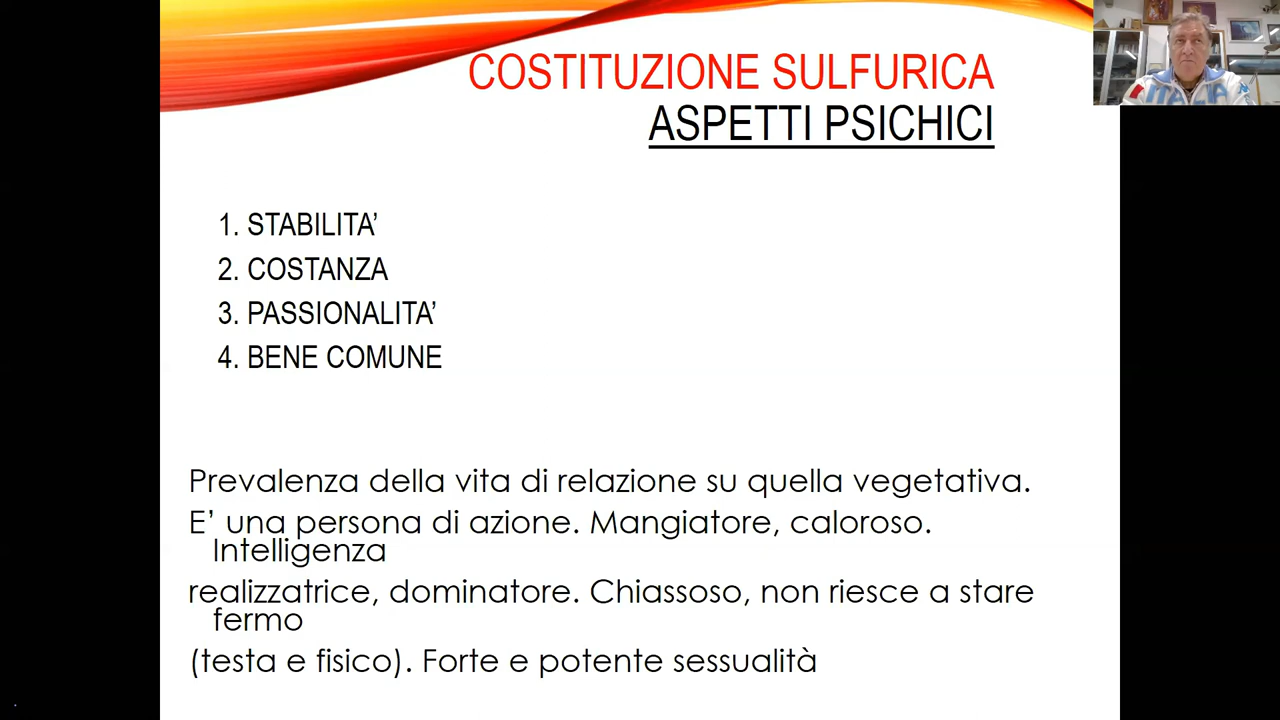 COSTITUZIONE SULFURICA
ASPETTI PSICHICI
1. STABILITA’
2. COSTANZA
3. PASSIONALITA’
4. BENE COMUNE
Prevalenza della vita di relazione su quella vegetativa.
E’ una persona di azione. Mangiatore, caloroso.
Intelligenza
realizzatrice, dominatore. Chiassoso, non riesce a stare
fermo
(testa e fisico). Forte e potente sessualità
ITALIA